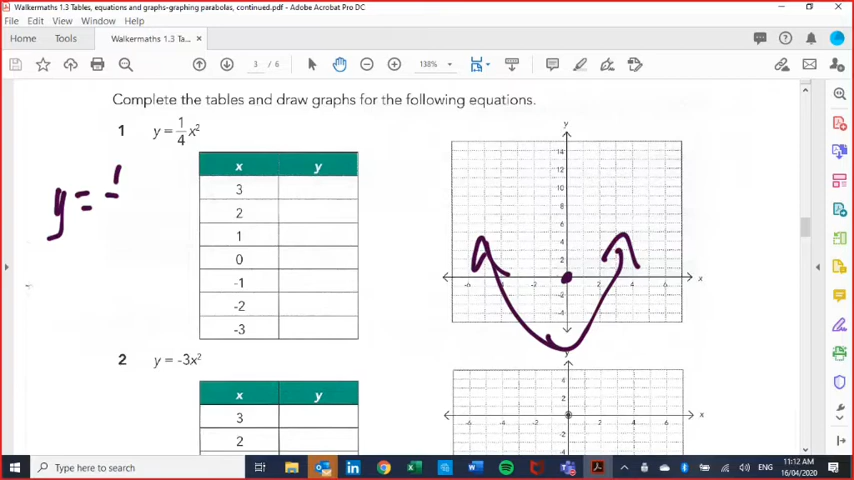 Walkermaths 1.3 Tables, equations and graphs-graphing parabolas, continued.pdf - Adobe Acrobat Pro DC
File Edit View Window Help
Home Tools Walkermaths 1.3 Ta... ×
3 / 6 138%
Complete the tables and draw graphs for the following equations.
1 y = 1/4 x²
x y
3
2
1
0
-1
-2
-3
y = 1
y
14
12
10
8
6
4
2
-6 -4 -2 2 4 6 x
-2
-4
2 y = -3x²
x y
3
2
y
4
2
-6 -4 -2 2 4 6 x
-2
-4
Type here to search
ENG
11:12 AM
16/04/2020